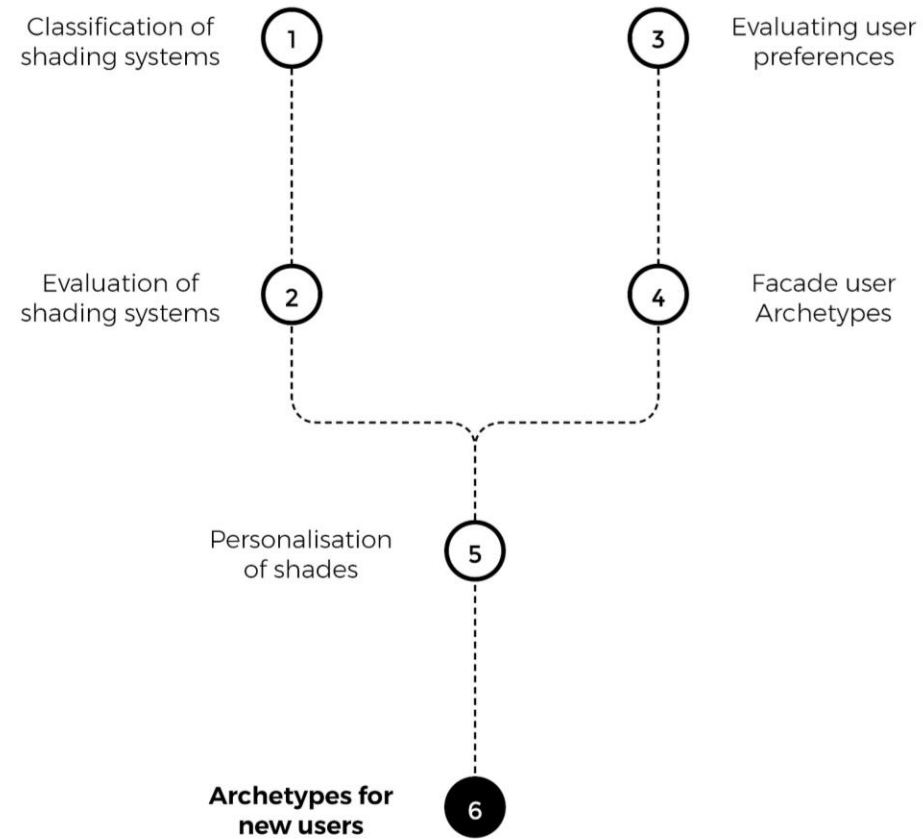 Classification of
shading systems
1
3
Evaluating user
preferences
Evaluation of
shading systems
2
4
Facade user
Archetypes
Personalisation
of shades
5
Archetypes for
new users
6